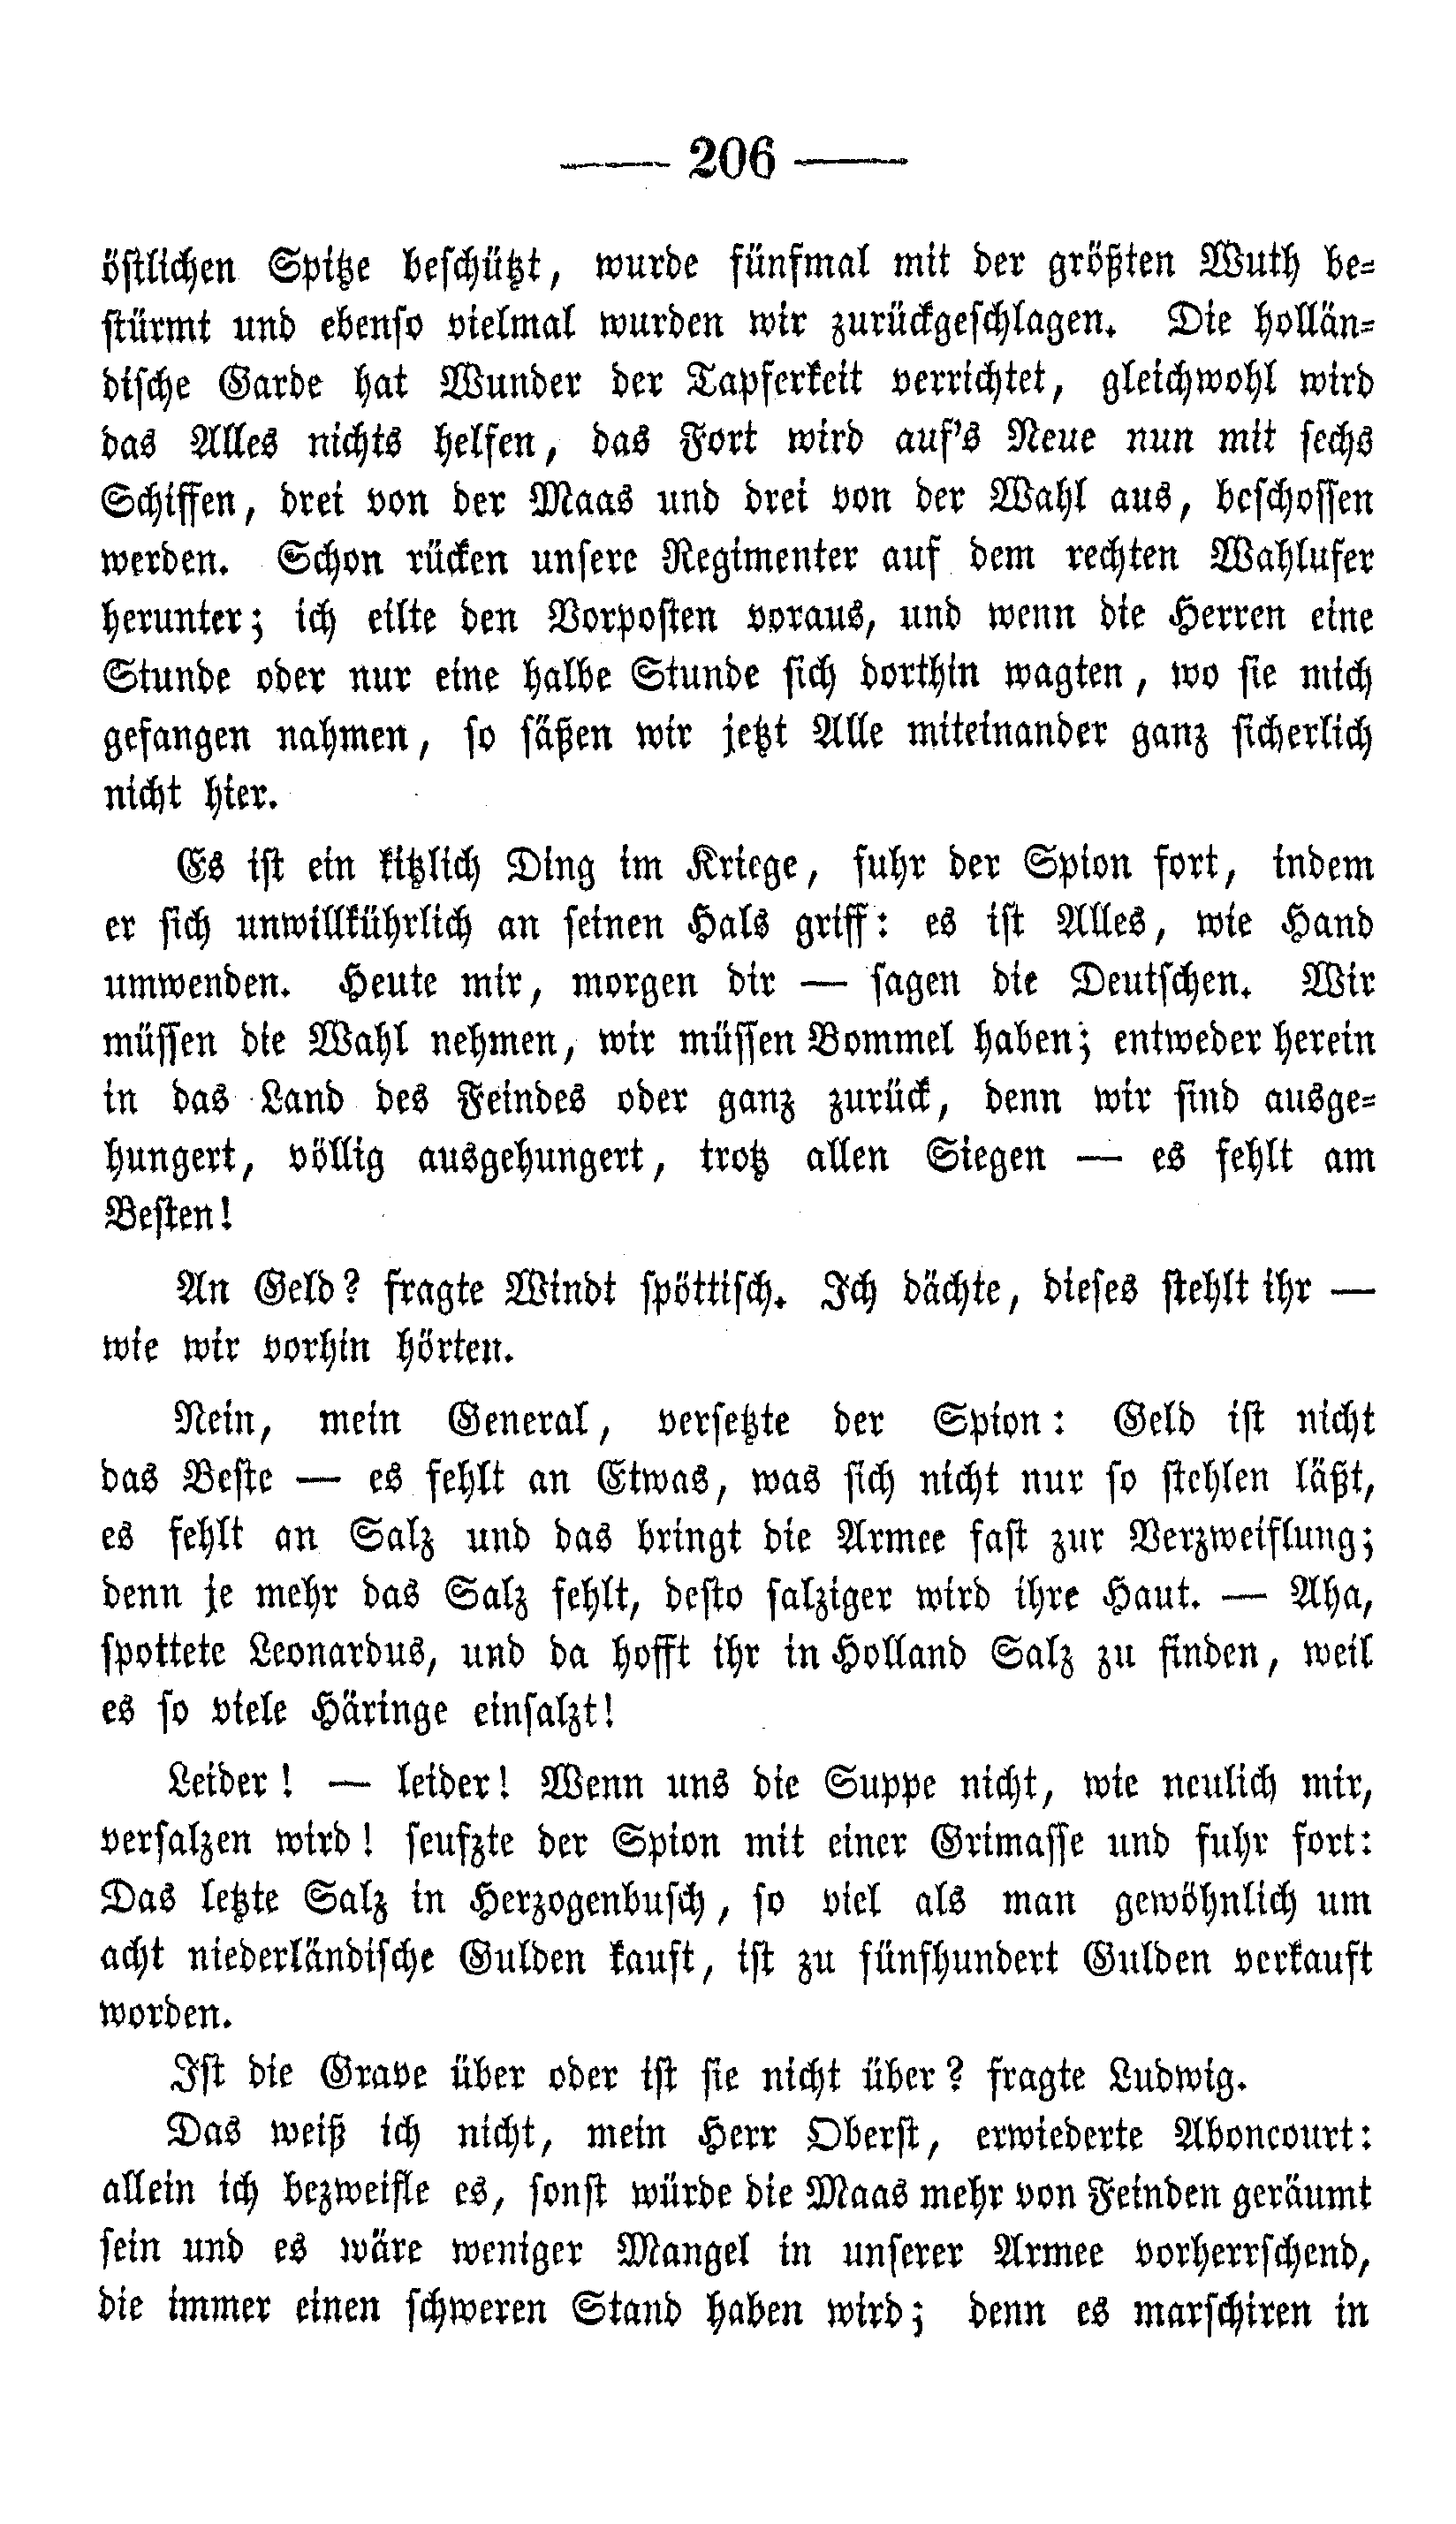 — 206 —
östlichen Spitze beschützt, wurde fünfmal mit der größten Wuth be-
stürmt und ebenso vielmal wurden wir zurückgeschlagen. Die hollän-
dische Garde hat Wunder der Tapferkeit verrichtet, gleichwohl wird
das Alles nichts helfen, das Fort wird auf's Neue nun mit sechs
Schiffen, drei von der Maas und drei von der Wahl aus, beschossen
werden. Schon rücken unsere Regimenter auf dem rechten Wahlufer
herunter; ich eilte den Vorposten voraus, und wenn die Herren eine
Stunde oder nur eine halbe Stunde sich dorthin wagten, wo sie mich
gefangen nahmen, so säßen wir jetzt Alle miteinander ganz sicherlich
nicht hier.
Es ist ein kitzlich Ding im Kriege, fuhr der Spion fort, indem
er sich unwillkührlich an seinen Hals griff: es ist Alles, wie Hand
umwenden. Heute mir, morgen dir — sagen die Deutschen. Wir
müssen die Wahl nehmen, wir müssen Bommel haben; entweder herein
in das Land des Feindes oder ganz zurück, denn wir sind ausge-
hungert, völlig ausgehungert, trotz allen Siegen — es fehlt am
Besten!
An Geld? fragte Windt spöttisch. Ich dächte, dieses stehlt ihr —
wie wir vorhin hörten.
Nein, mein General, versetzte der Spion: Geld ist nicht
das Beste — es fehlt an Etwas, was sich nicht nur so stehlen läßt,
es fehlt an Salz und das bringt die Armee fast zur Verzweiflung;
denn je mehr das Salz fehlt, desto salziger wird ihre Haut. — Aha,
spottete Leonardus, und da hofft ihr in Holland Salz zu finden, weil
es so viele Häringe einsalzt!
Leider! — leider! Wenn uns die Suppe nicht, wie neulich mir,
versalzen wird! seufzte der Spion mit einer Grimasse und fuhr fort:
Das letzte Salz in Herzogenbusch, so viel als man gewöhnlich um
acht niederländische Gulden kauft, ist zu fünfhundert Gulden verkauft
worden.
Ist die Grave über oder ist sie nicht über? fragte Ludwig.
Das weiß ich nicht, mein Herr Oberst, erwiederte Aboncourt:
allein ich bezweifle es, sonst würde die Maas mehr von Feinden geräumt
sein und es wäre weniger Mangel in unserer Armee vorherrschend,
die immer einen schweren Stand haben wird; denn es marschiren in